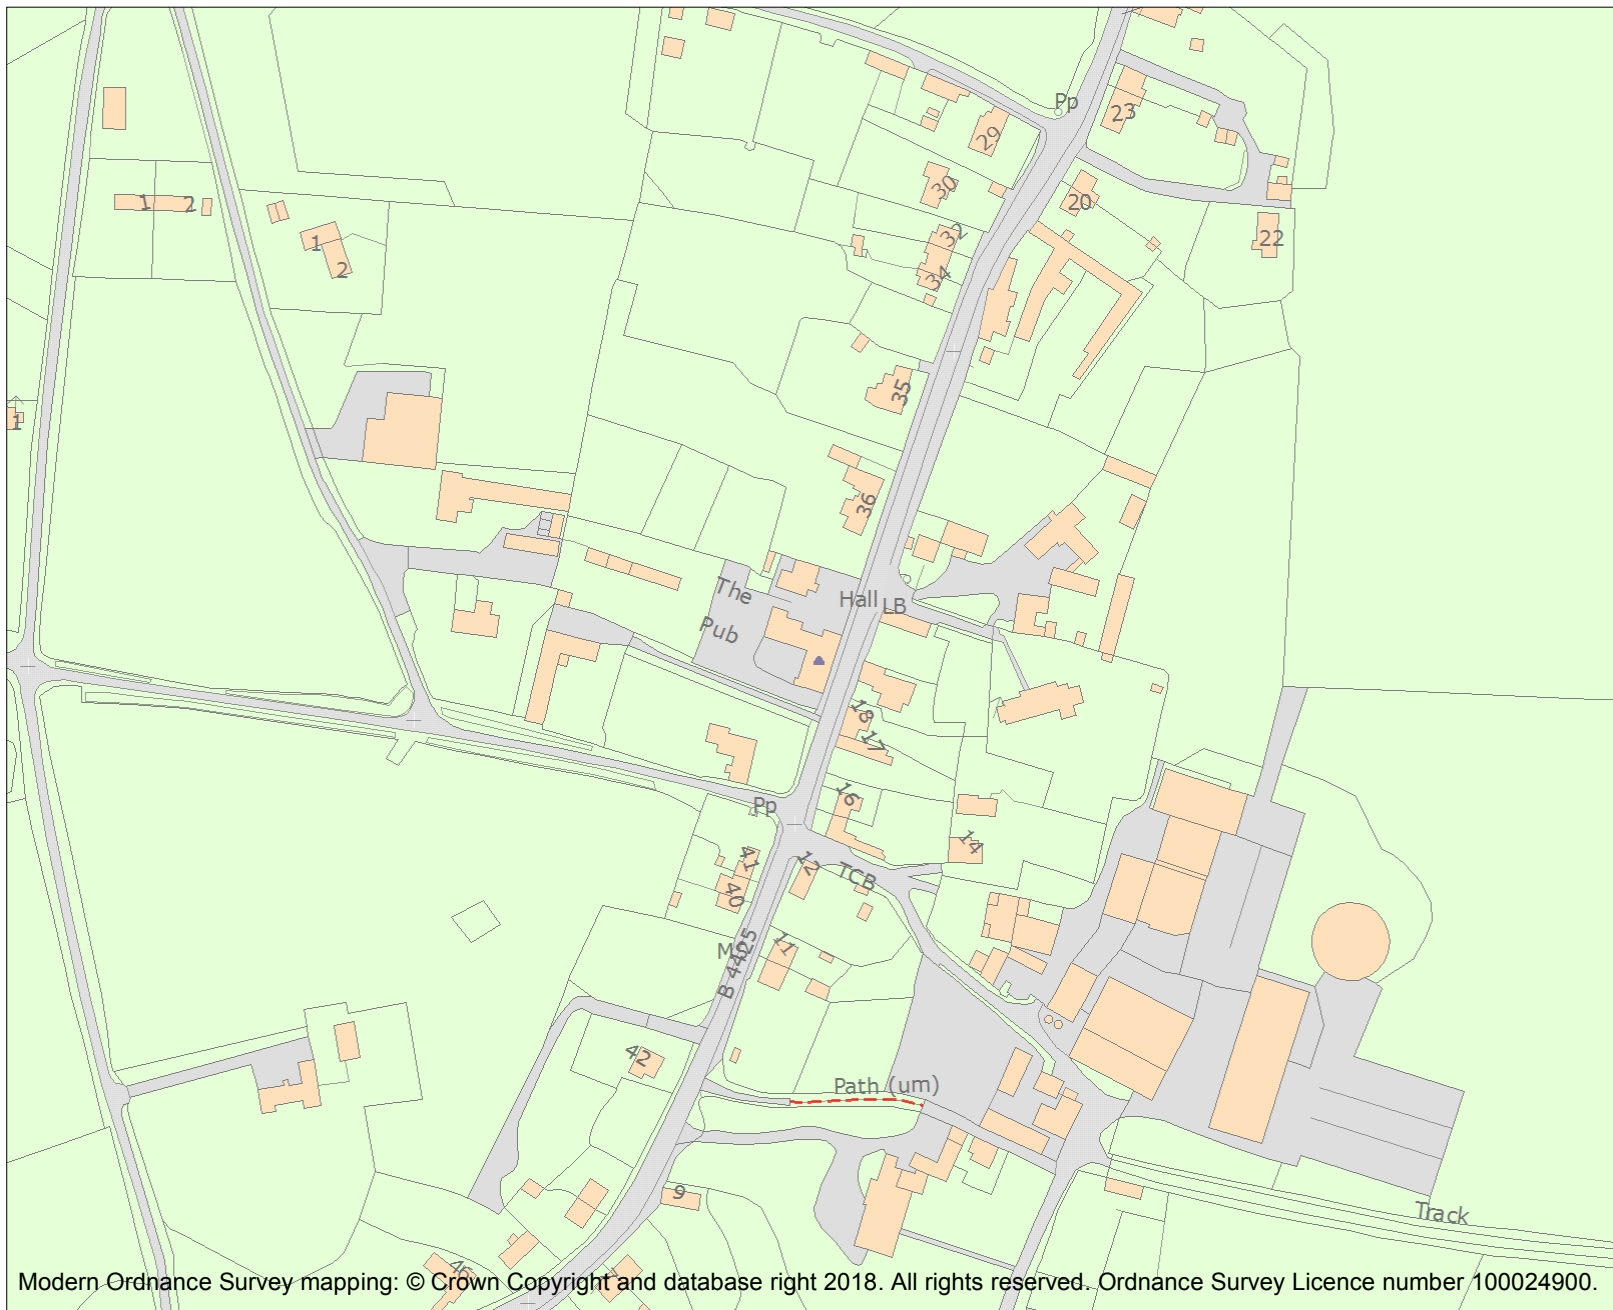 Pp
23
29
30
20
1 2
32
22
1
2
34
35
1
36
The
Hall LB
Pub
18
17
16
Pp
14
41
12
TCB
40
11
B 4425
42
Path (um)
9
Track
46
Modern Ordnance Survey mapping: © Crown Copyright and database right 2018. All rights reserved. Ordnance Survey Licence number 100024900.